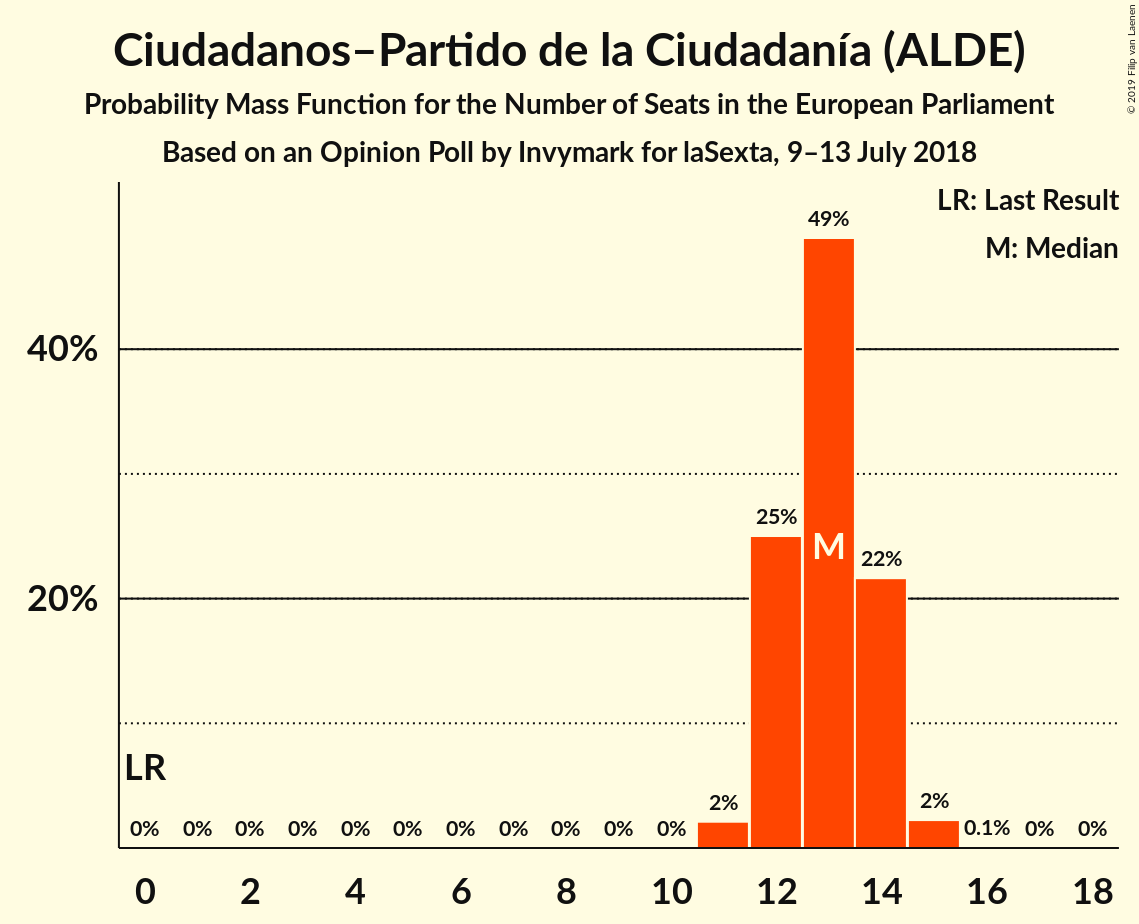 Ciudadanos–Partido de la Ciudadanía (ALDE)
Probability Mass Function for the Number of Seats in the European Parliament
Based on an Opinion Poll by Invymark for laSexta, 9–13 July 2018
© 2019 Filip van Laenen
LR: Last Result
M: Median
49%
40%
25%
M
22%
20%
LR
2%
2%
0% 0% 0% 0% 0% 0% 0% 0% 0% 0% 0% 0.1% 0% 0%
0 2 4 6 8 10 12 14 16 18